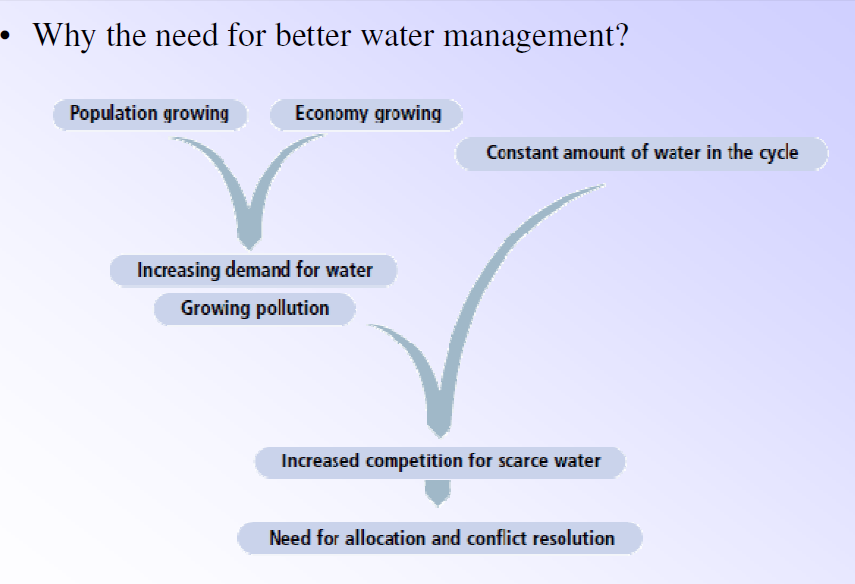 • Why the need for better water management?
Population growing
Economy growing
Constant amount of water in the cycle
Increasing demand for water
Growing pollution
Increased competition for scarce water
Need for allocation and conflict resolution